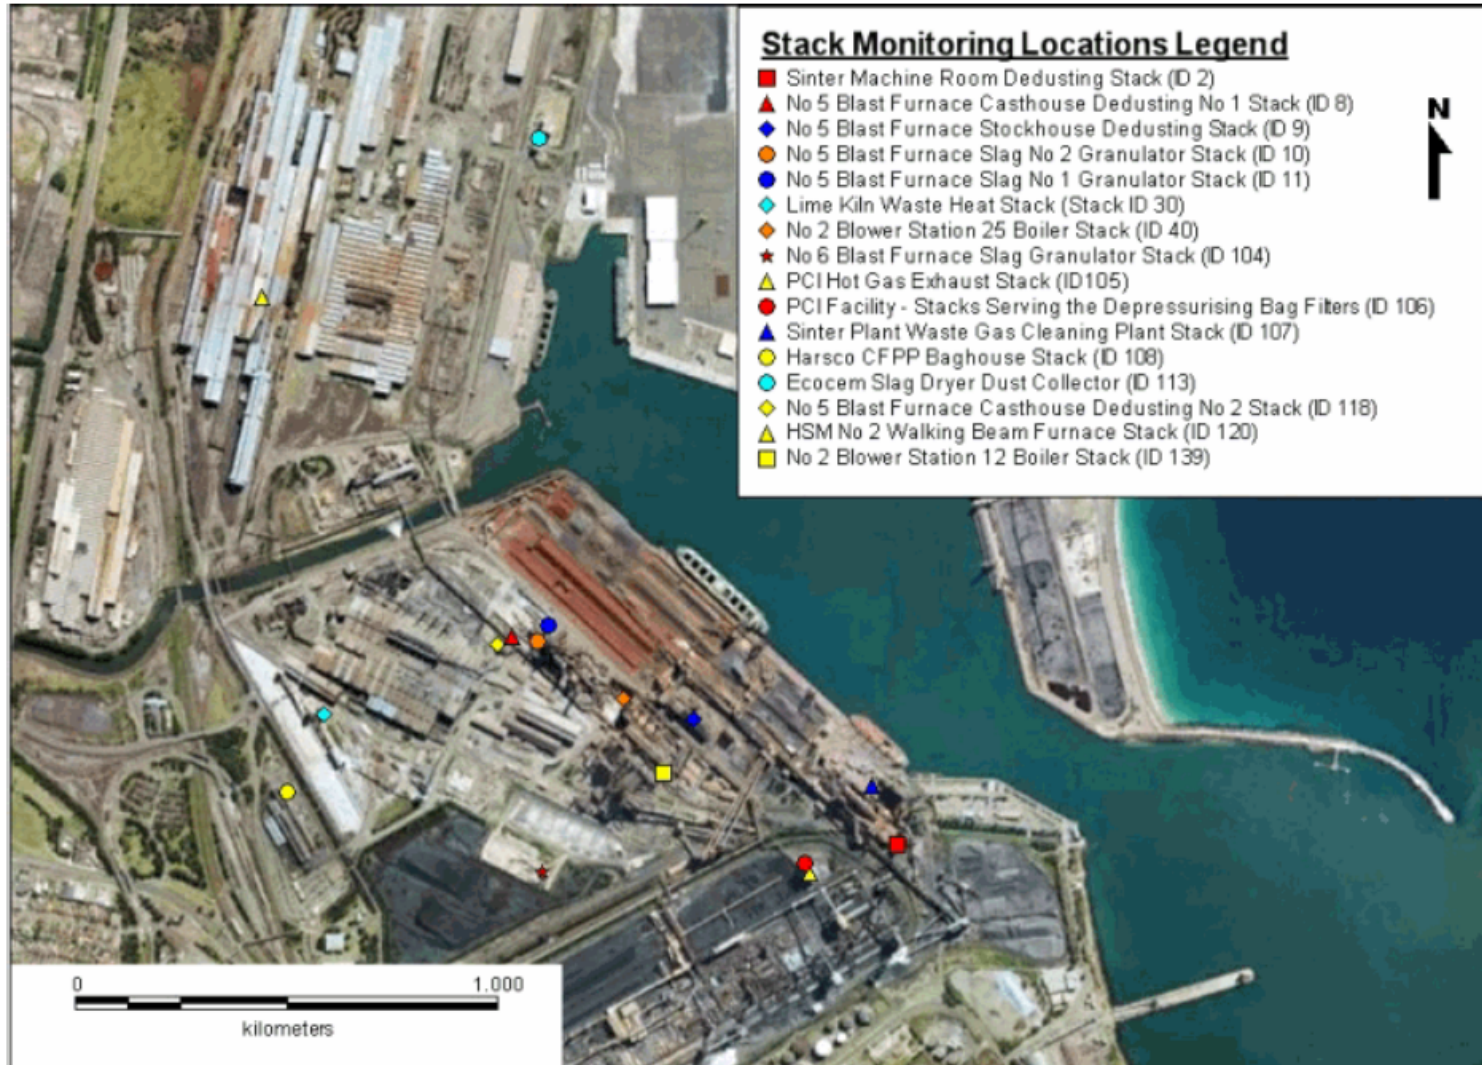 Stack Monitoring Locations Legend
Sinter Machine Room Dedusting Stack (ID 2)
No 5 Blast Furnace Casthouse Dedusting No 1 Stack (ID 8)
No 5 Blast Furnace Stockhouse Dedusting Stack (ID 9)
No 5 Blast Furnace Slag No 2 Granulator Stack (ID 10)
No 5 Blast Furnace Slag No 1 Granulator Stack (ID 11)
Lime Kiln Waste Heat Stack (Stack ID 30)
No 2 Blower Station 25 Boiler Stack (ID 40)
No 6 Blast Furnace Slag Granulator Stack (ID 104)
PCI Hot Gas Exhaust Stack (ID105)
PCI Facility - Stacks Serving the Depressurising Bag Filters (ID 106)
Sinter Plant Waste Gas Cleaning Plant Stack (ID 107)
Harsco CFPP Baghouse Stack (ID 108)
Ecocem Slag Dryer Dust Collector (ID 113)
No 5 Blast Furnace Casthouse Dedusting No 2 Stack (ID 118)
HSM No 2 Walking Beam Furnace Stack (ID 120)
No 2 Blower Station 12 Boiler Stack (ID 139)
N
0 1.000
kilometers